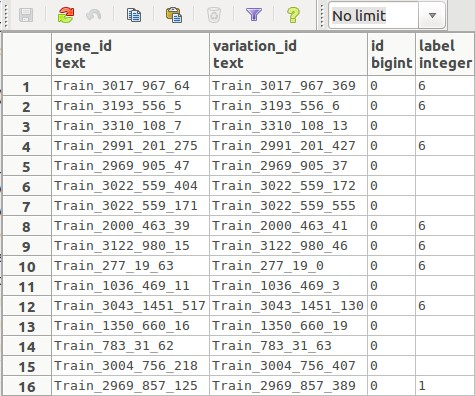 No limit
gene_id variation_id id label
text text bigint integer
1 Train_3017_967_64 Train_3017_967_369 0 6
2 Train_3193_556_5 Train_3193_556_6 0 6
3 Train_3310_108_7 Train_3310_108_13 0
4 Train_2991_201_275 Train_2991_201_427 0 6
5 Train_2969_905_47 Train_2969_905_37 0
6 Train_3022_559_404 Train_3022_559_172 0
7 Train_3022_559_171 Train_3022_559_555 0
8 Train_2000_463_39 Train_2000_463_41 0 6
9 Train_3122_980_15 Train_3122_980_46 0 6
10 Train_277_19_63 Train_277_19_0 0 6
11 Train_1036_469_11 Train_1036_469_3 0
12 Train_3043_1451_517 Train_3043_1451_130 0 6
13 Train_1350_660_16 Train_1350_660_19 0
14 Train_783_31_62 Train_783_31_63 0
15 Train_3004_756_218 Train_3004_756_407 0
16 Train_2969_857_125 Train_2969_857_389 0 1